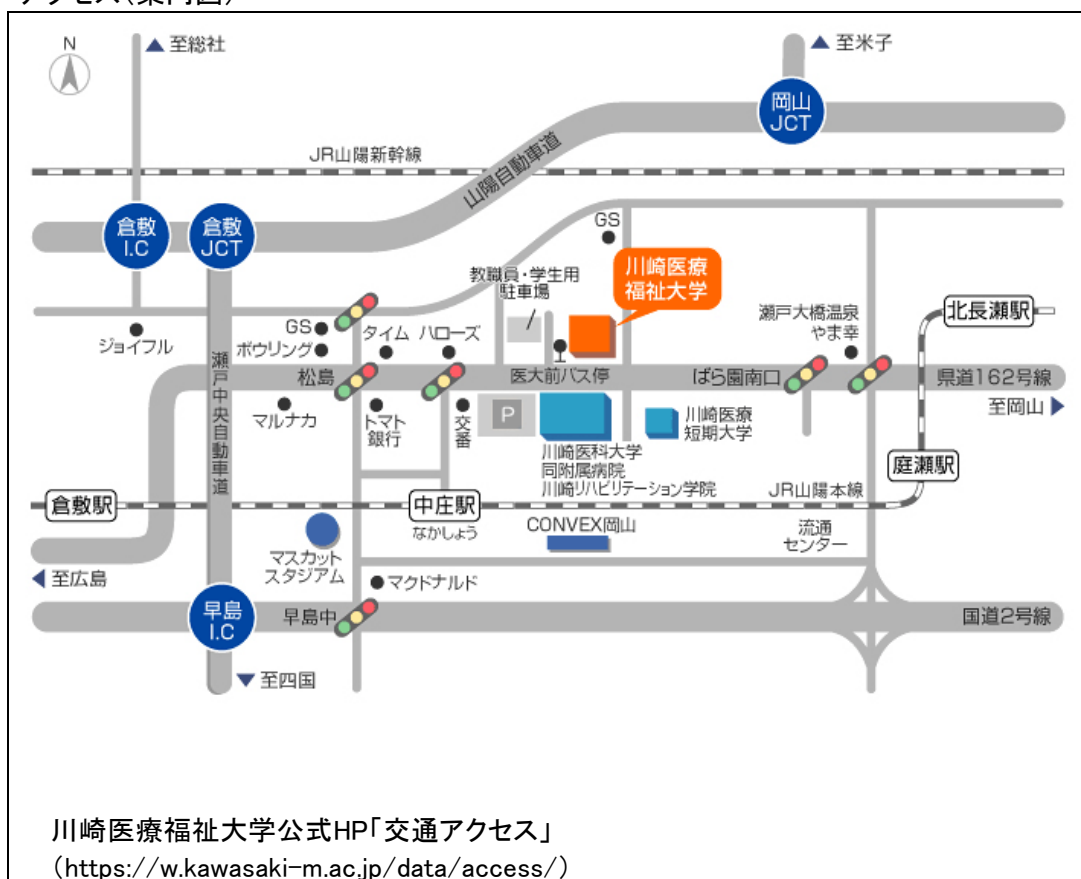 アクセス（案内図）
N
▲ 至総社
▲ 至米子
岡山
JCT
JR山陽新幹線
山陽自動車道
倉敷
I.C
倉敷
JCT
GS
川崎医療
福祉大学
教職員・学生用
駐車場
瀬戸大橋温泉
やま幸
北長瀬駅
ジョイフル
GS
ボウリング
タイム
ハローズ
松島
医大前バス停
ばら園南口
県道162号線
至岡山 ▶
瀬戸中央自動車道
マルナカ
トマト
銀行
交番
P
川崎医療
短期大学
川崎医科大学
同附属病院
川崎リハビリテーション学院
庭瀬駅
倉敷駅
中庄駅
なかしょう
JR山陽本線
CONVEX岡山
流通
センター
マスカット
スタジアム
◀ 至広島
マクドナルド
早島
I.C
早島中
国道2号線
▼ 至四国
川崎医療福祉大学公式HP「交通アクセス」
（https://w.kawasaki-m.ac.jp/data/access/）